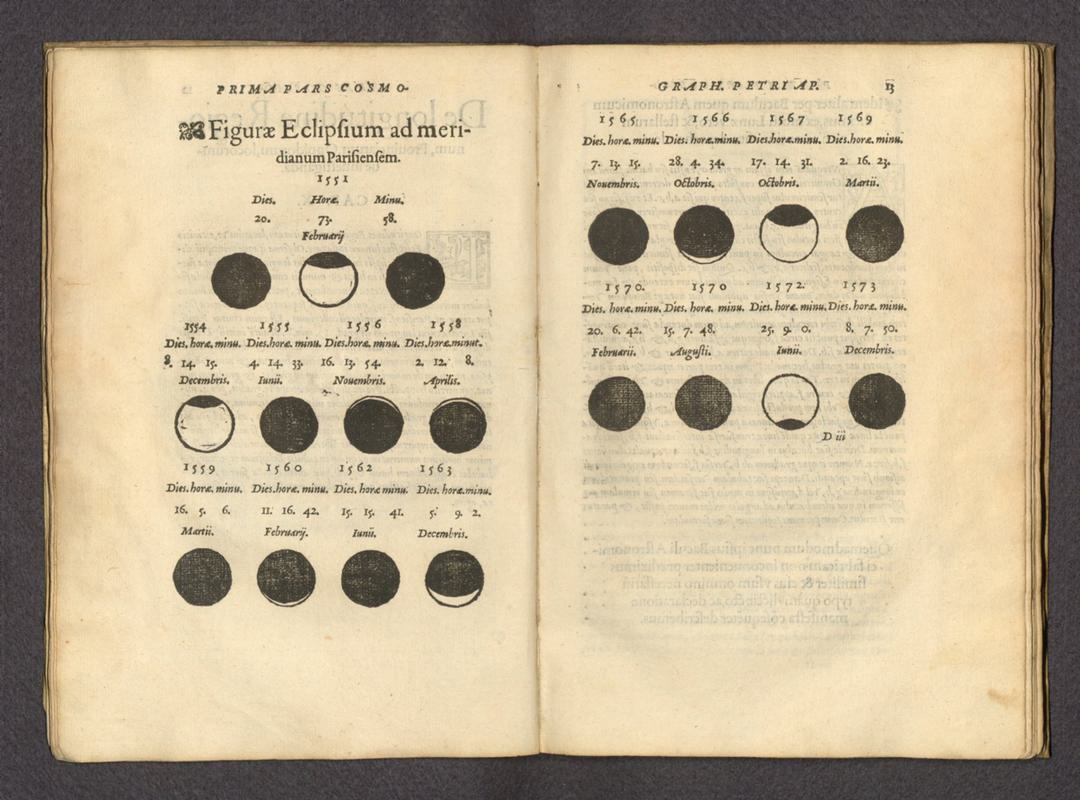 PRIMA PARS COSMO-
Figuræ Eclipſium ad meri-
dianum Pariſienſem.
1551
Dies. Horæ. Minu.
20. 73. 58.
Februarij
1554 1555 1556 1558
Dies. horæ. minu. Dies. horæ. minu. Dies. horæ. minu. Dies. horæ. minut.
8. 14. 15. 4. 14. 33. 16. 13. 54. 2. 12. 8.
Decembris. Iunii. Nouembris. Aprilis.
1559 1560 1562 1563
Dies. horæ. minu. Dies. horæ. minu. Dies. horæ minu. Dies. horæ. minu.
16. 5. 6. 11. 16. 42. 15. 15. 41. 5. 9. 2.
Martii. Februarij. Iunii. Decembris.
GRAPH. PETRI AP. 13
1565. 1566 1567 1569
Dies. horæ. minu. Dies. horæ. minu. Dies. horæ. minu. Dies. horæ. minu.
7. 13. 15. 28. 4. 34. 17. 14. 31. 2. 16. 23.
Nouembris. Octobris. Octobris. Martii.
1570. 1570 1572. 1573
Dies. horæ. minu. Dies. horæ. minu. Dies. horæ. minu. Dies. horæ. minu.
20. 6. 42. 15. 7. 48. 25. 9. 0. 8. 7. 50.
Februarii. Auguſti. Iunii. Decembris.
D iii